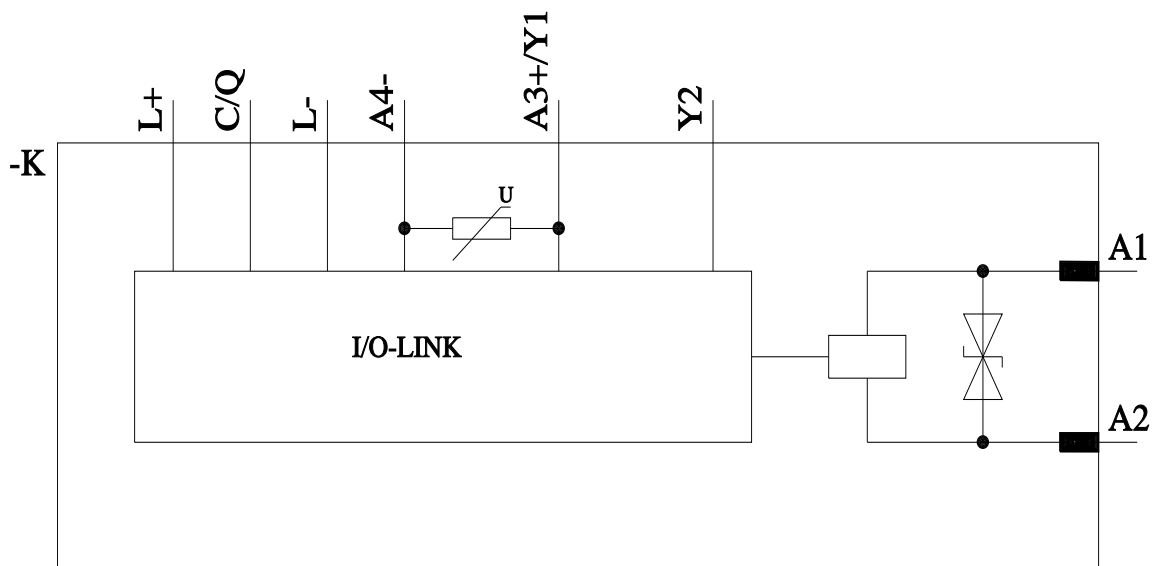 L+
C/Q
L-
A4-
A3+/Y1
Y2
-K
U
A1
I/O-LINK
A2